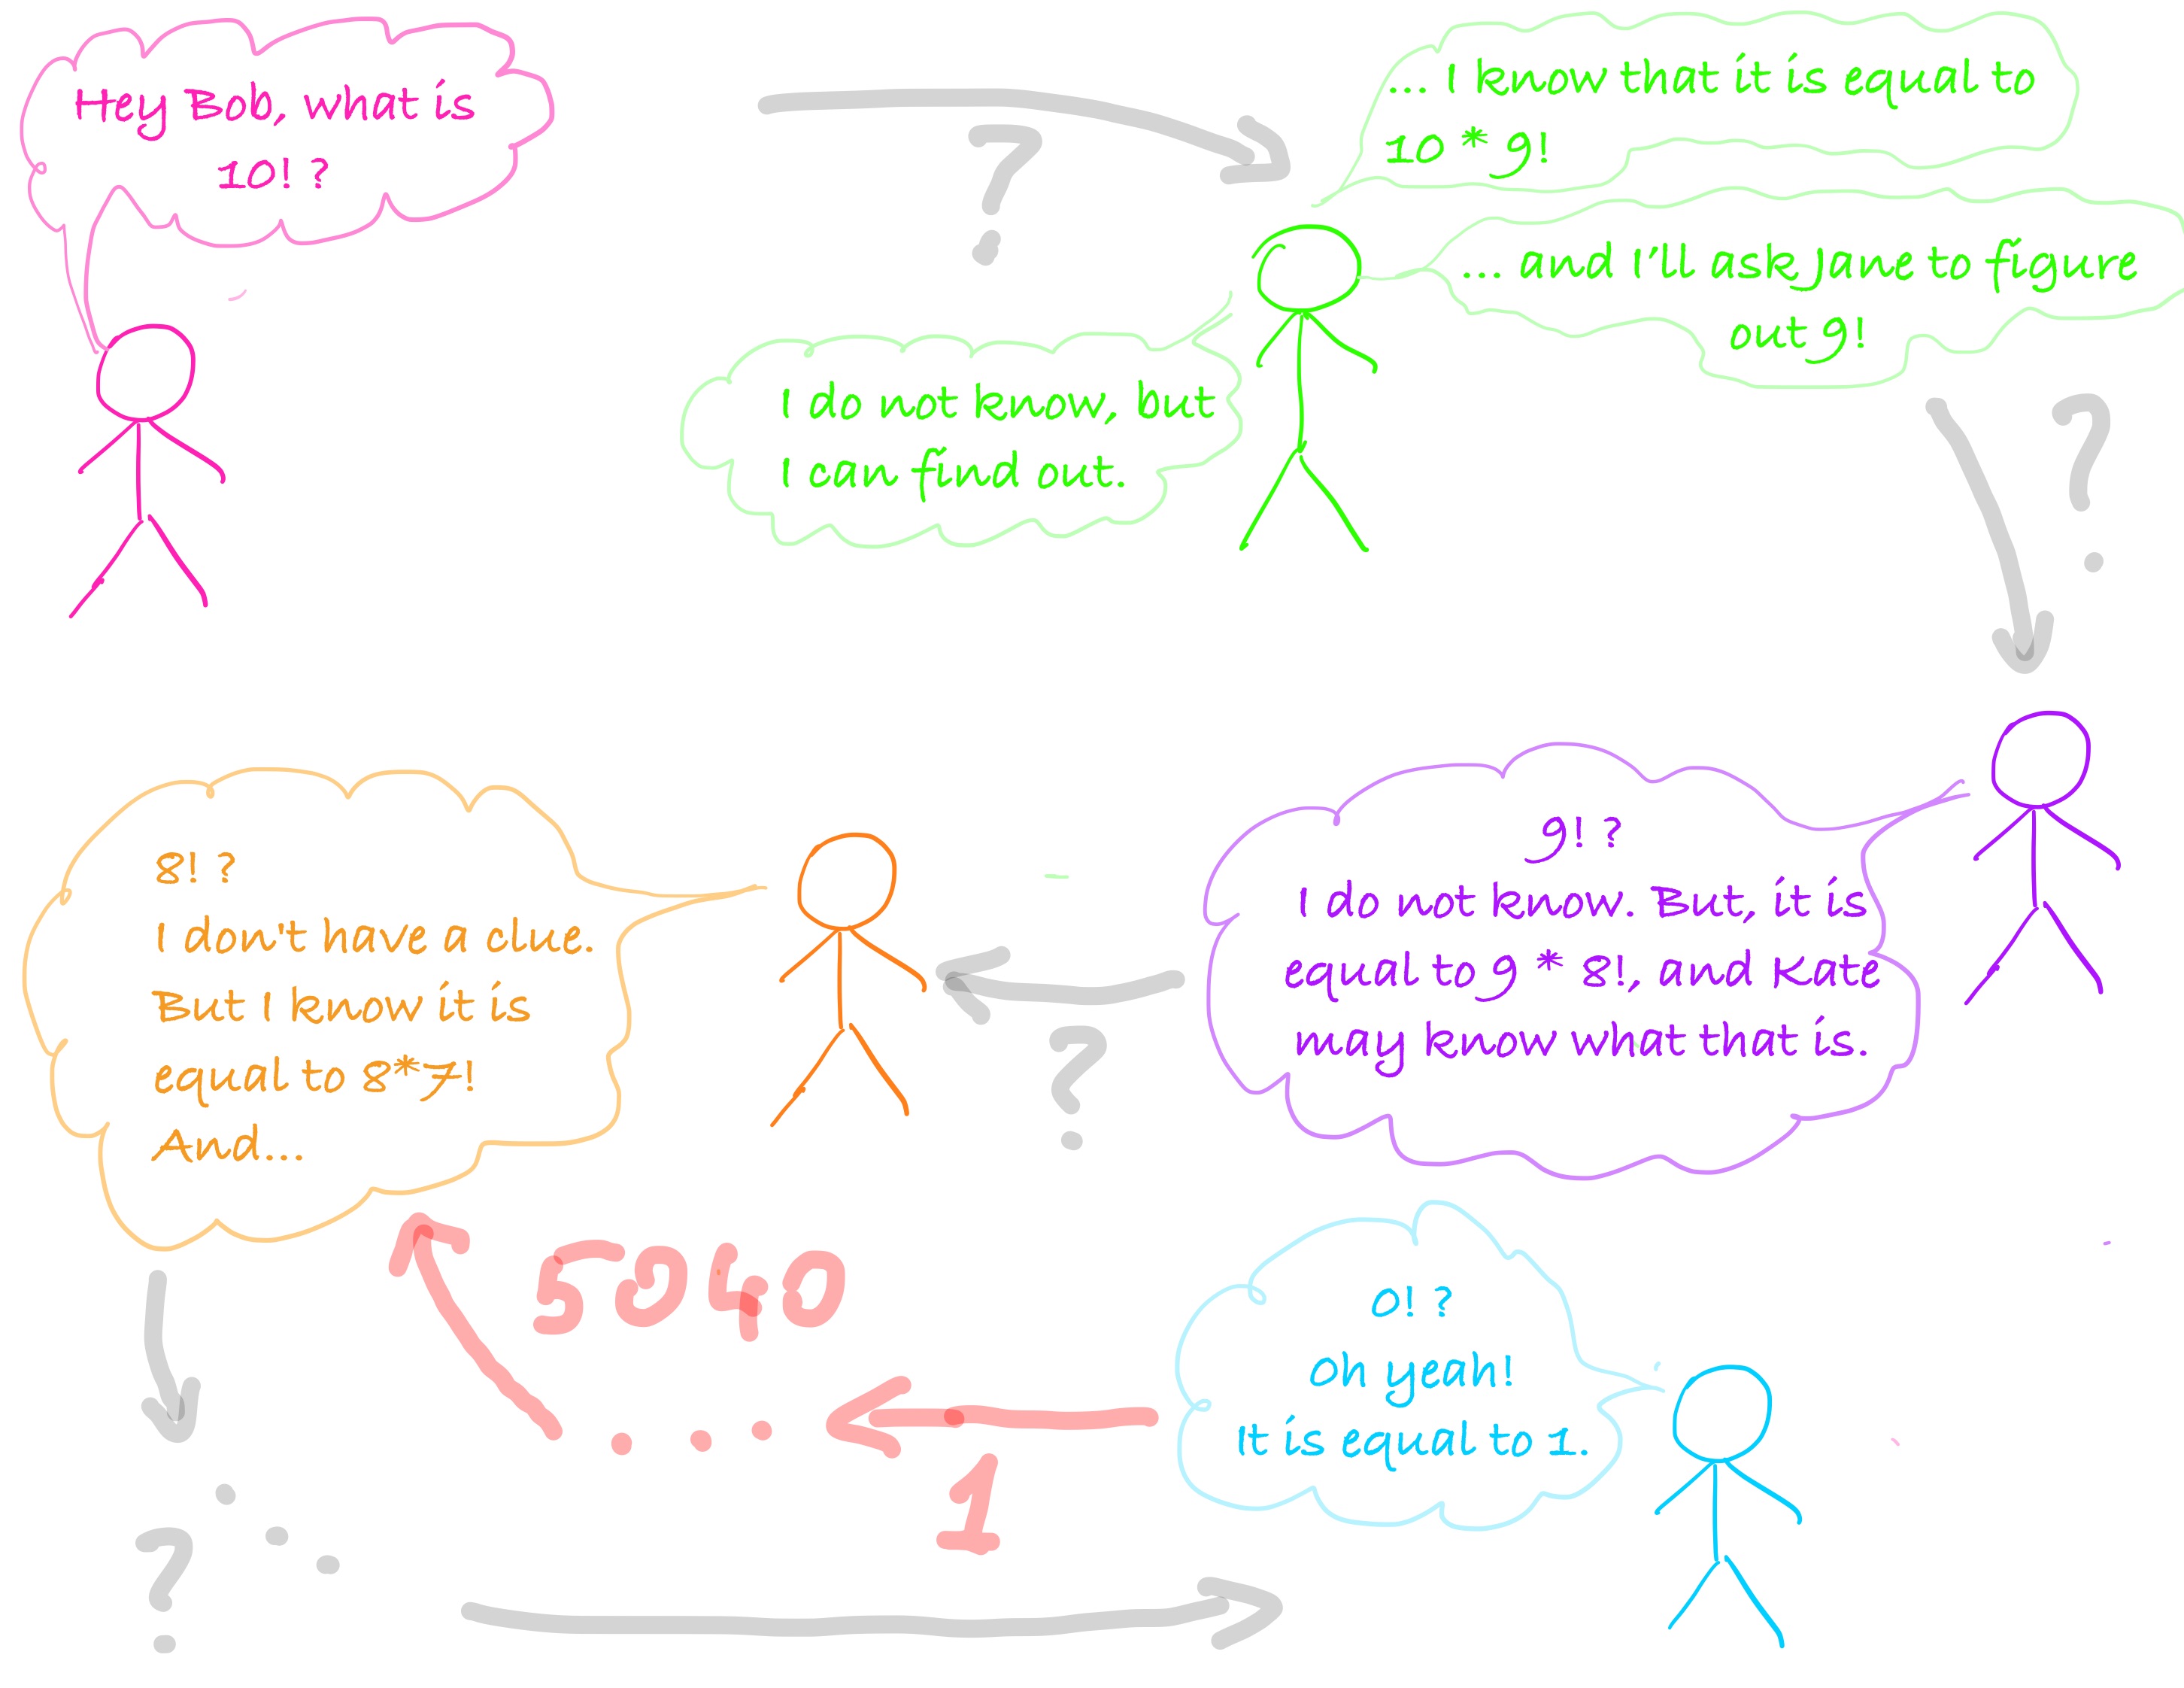 Hey Bob, what is
10! ?
?
I do not know, but
I can find out.
... I know that it is equal to
10 * 9!
... and I'll ask Jane to figure
out 9!
?
9! ?
I do not know. But, it is
equal to 9 * 8!, and Kate
may know what that is.
?
8! ?
I don't have a clue.
But I know it is
equal to 8*7!
And...
?
0! ?
Oh yeah!
It is equal to 1.
1
5040